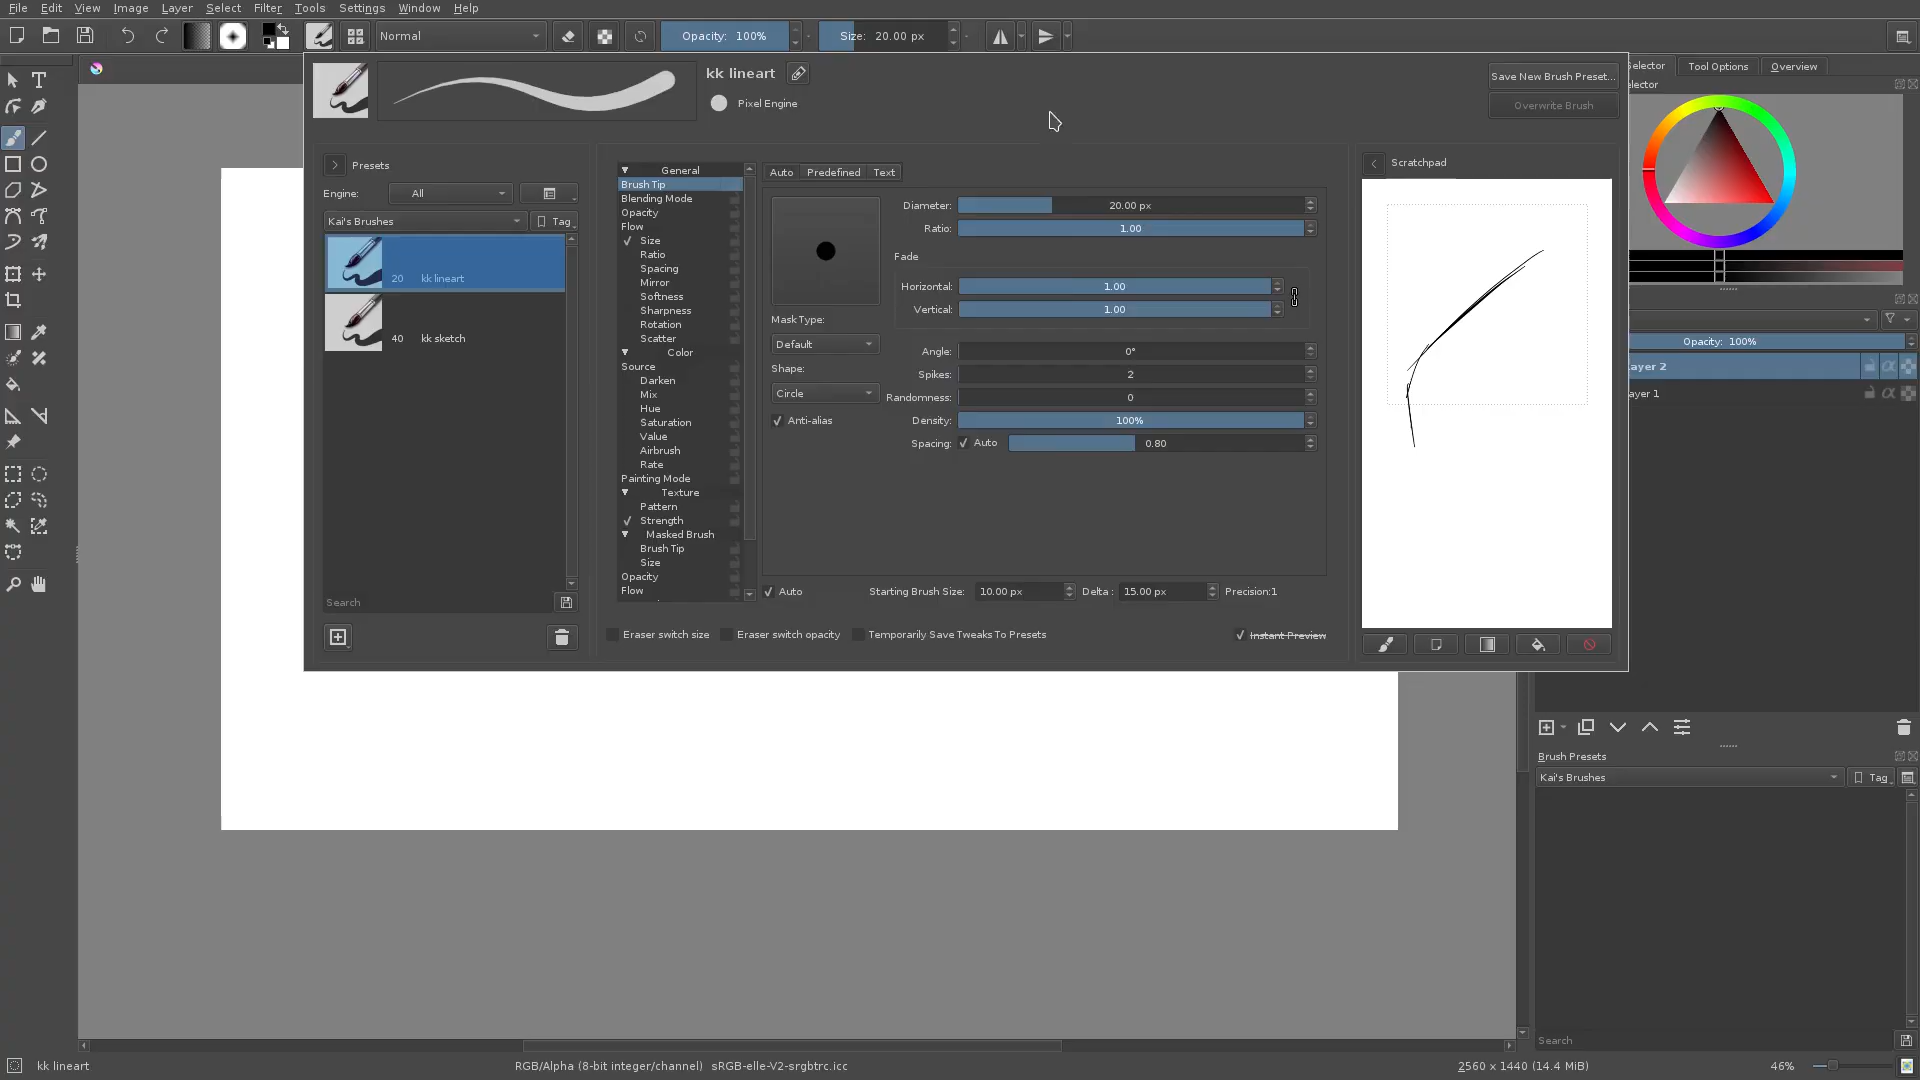 File Edit View Image Layer Select Filter Tools Settings Window Help
Normal
Opacity: 100%
Size: 20.00 px
kk lineart
Pixel Engine
Save New Brush Preset...
Overwrite Brush
Selector
Tool Options
Overview
Presets
Engine: All
Kai's Brushes
Tag
20 kk lineart
40 kk sketch
Search
General
Brush Tip
Blending Mode
Opacity
Flow
Size
Ratio
Spacing
Mirror
Softness
Sharpness
Rotation
Scatter
Color
Source
Darken
Mix
Hue
Saturation
Value
Airbrush
Rate
Painting Mode
Texture
Pattern
Strength
Masked Brush
Brush Tip
Size
Opacity
Flow
Auto Predefined Text
Diameter: 20.00 px
Ratio: 1.00
Fade
Horizontal: 1.00
Vertical: 1.00
Mask Type:
Default
Shape:
Circle
Anti-alias
Angle: 0°
Spikes: 2
Randomness: 0
Density: 100%
Spacing: Auto 0.80
Auto Starting Brush Size: 10.00 px Delta : 15.00 px Precision:1
Eraser switch size Eraser switch opacity Temporarily Save Tweaks To Presets Instant Preview
Scratchpad
elector
Opacity: 100%
ayer 2
ayer 1
Brush Presets
Kai's Brushes
Tag
Search
kk lineart
RGB/Alpha (8-bit integer/channel) sRGB-elle-V2-srgbtrc.icc
2560 x 1440 (14.4 MiB)
46%